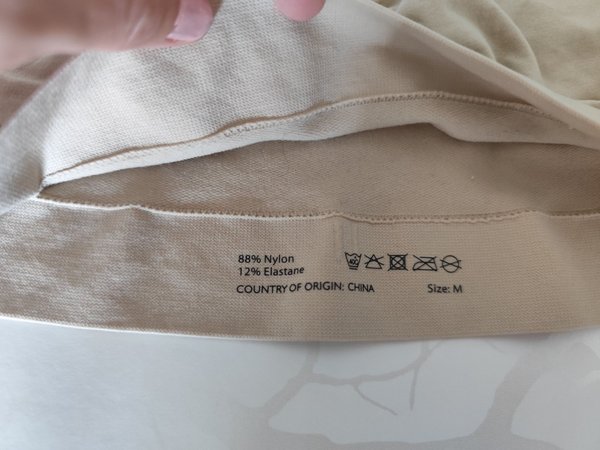 88% Nylon
12% Elastane
COUNTRY OF ORIGIN: CHINA Size: M